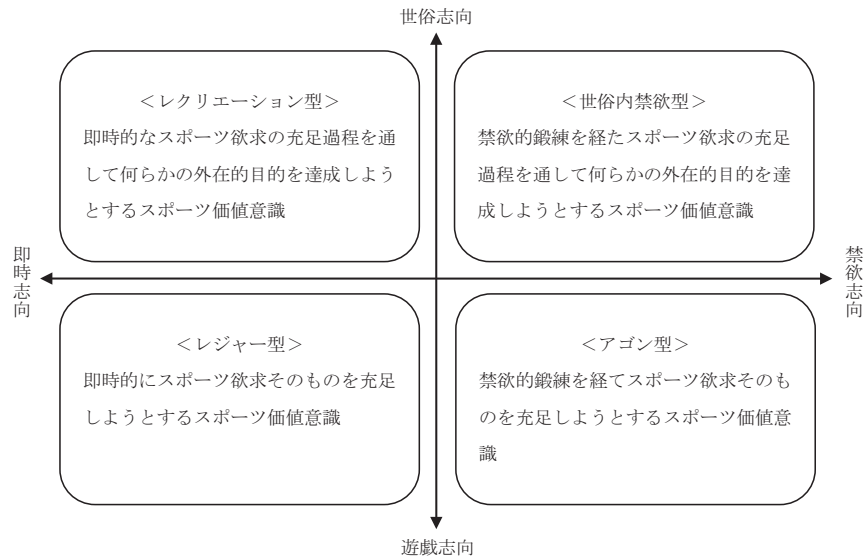 世俗志向
＜レクリエーション型＞
即時的なスポーツ欲求の充足過程を通
して何らかの外在的目的を達成しよう
とするスポーツ価値意識
＜世俗内禁欲型＞
禁欲的鍛練を経たスポーツ欲求の充足
過程を通して何らかの外在的目的を達
成しようとするスポーツ価値意識
即時志向
禁欲志向
＜レジャー型＞
即時的にスポーツ欲求そのものを充足
しようとするスポーツ価値意識
＜アゴン型＞
禁欲的鍛練を経てスポーツ欲求そのも
のを充足しようとするスポーツ価値意
識
遊戯志向